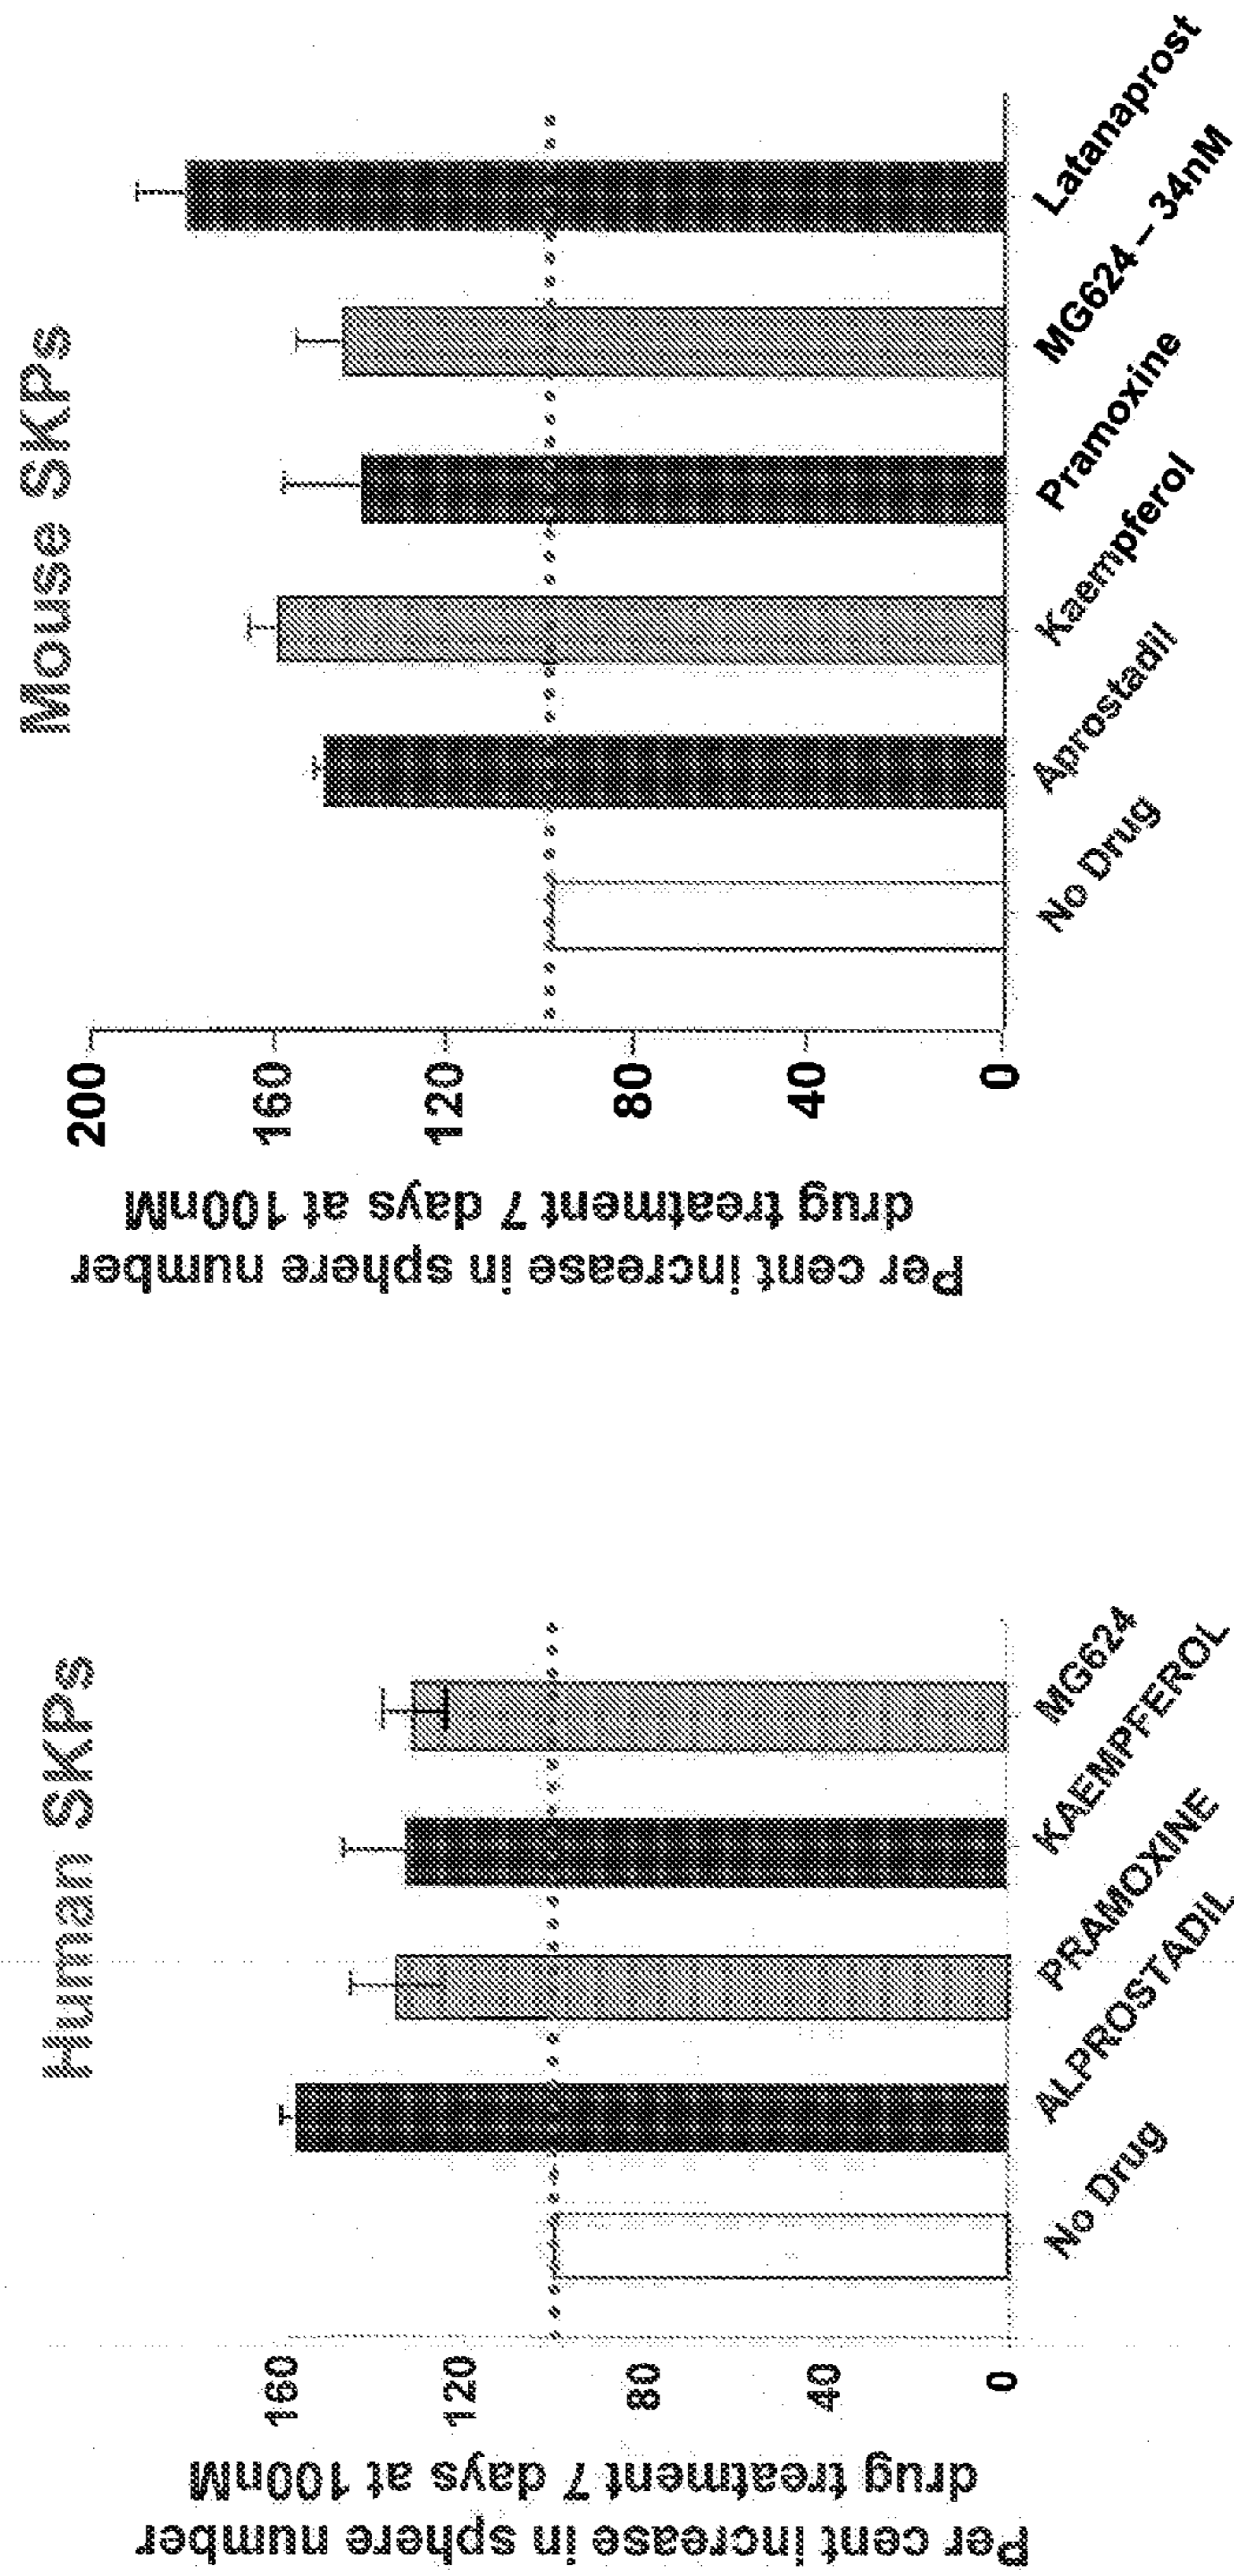 Human SKPs
Per cent increase in sphere number
drug treatment 7 days at 100nM
160
120
80
40
0
No Drug
ALPROSTADIL
PRAMOXINE
KAEMPFEROL
MG624
Mouse SKPs
Per cent increase in sphere number
drug treatment 7 days at 100nM
200
160
120
80
40
0
No Drug
Aprostadil
Kaempferol
Pramoxine
MG624 – 34nM
Latanaprost